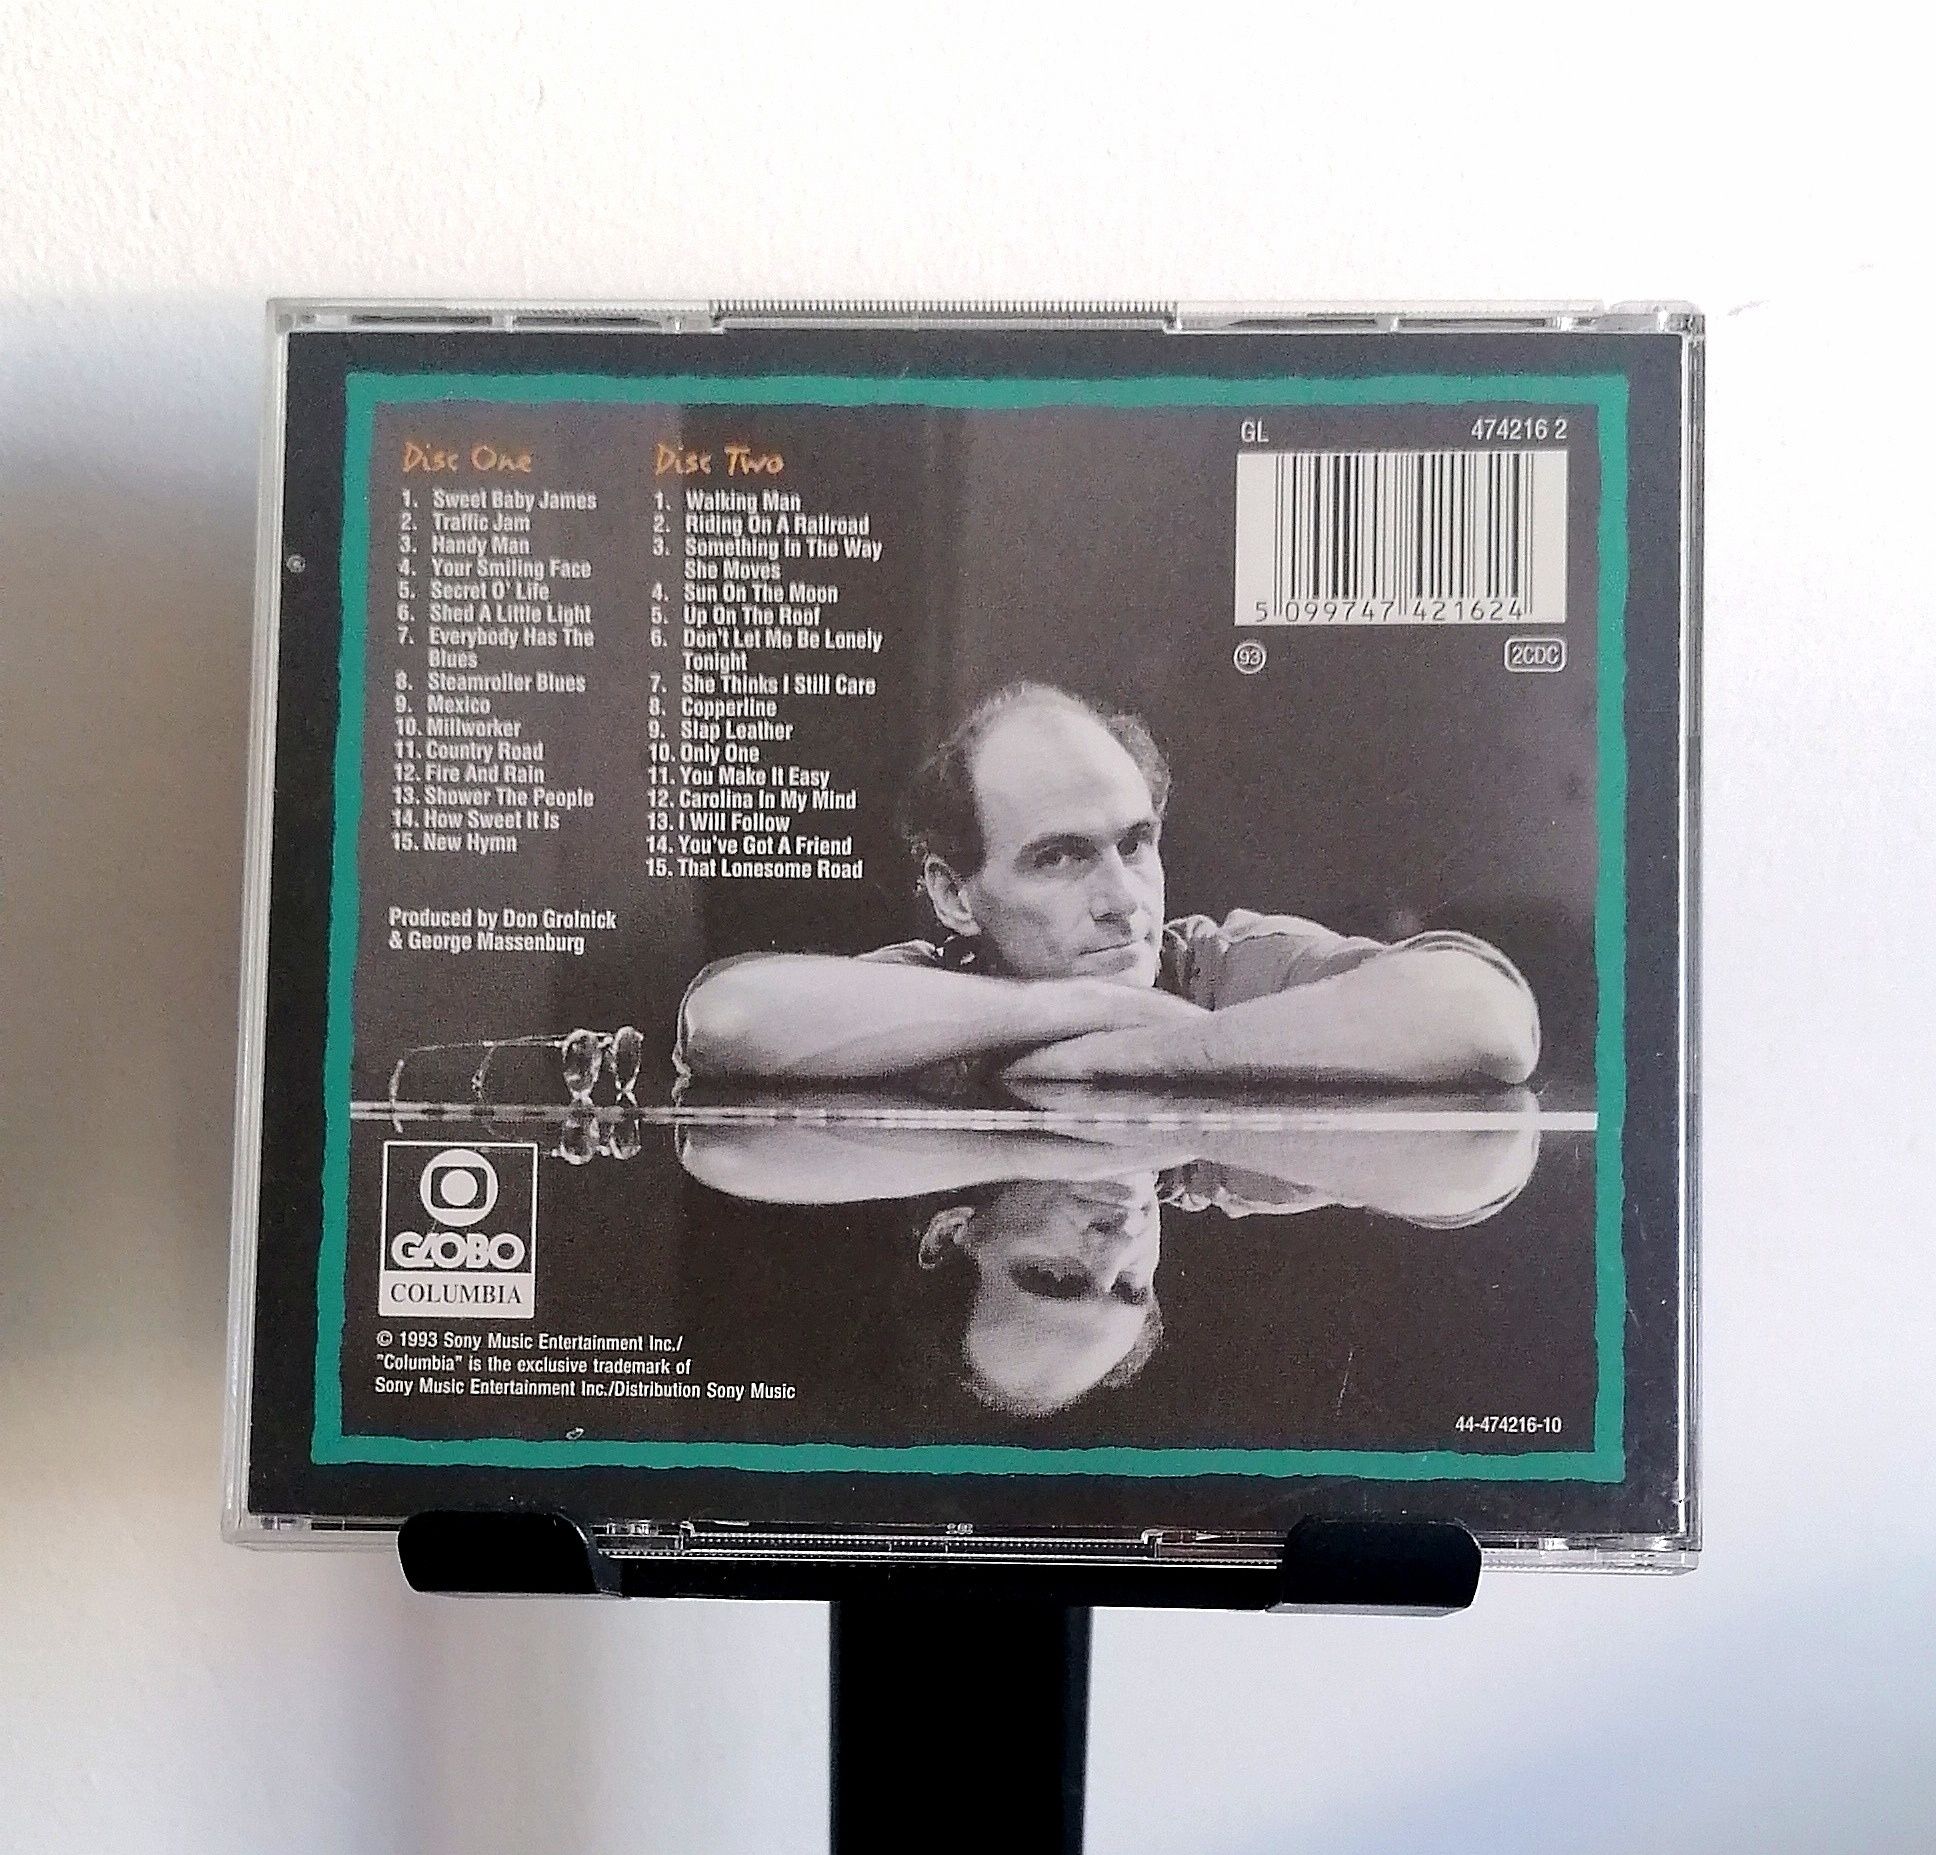 Disc One
1. Sweet Baby James
2. Traffic Jam
3. Handy Man
4. Your Smiling Face
5. Secret O' Life
6. Shed A Little Light
7. Everybody Has The
Blues
8. Steamroller Blues
9. Mexico
10. Millworker
11. Country Road
12. Fire And Rain
13. Shower The People
14. How Sweet It Is
15. New Hymn
Produced by Don Grolnick
& George Massenburg
Disc Two
1. Walking Man
2. Riding On A Railroad
3. Something In The Way
She Moves
4. Sun On The Moon
5. Up On The Roof
6. Don't Let Me Be Lonely
Tonight
7. She Thinks I Still Care
8. Copperline
9. Slap Leather
10. Only One
11. You Make It Easy
12. Carolina In My Mind
13. I Will Follow
14. You've Got A Friend
15. That Lonesome Road
GL 474216 2
5 099747 421624
93 2CDC
GLOBO
COLUMBIA
© 1993 Sony Music Entertainment Inc./
"Columbia" is the exclusive trademark of
Sony Music Entertainment Inc./Distribution Sony Music
44-474216-10